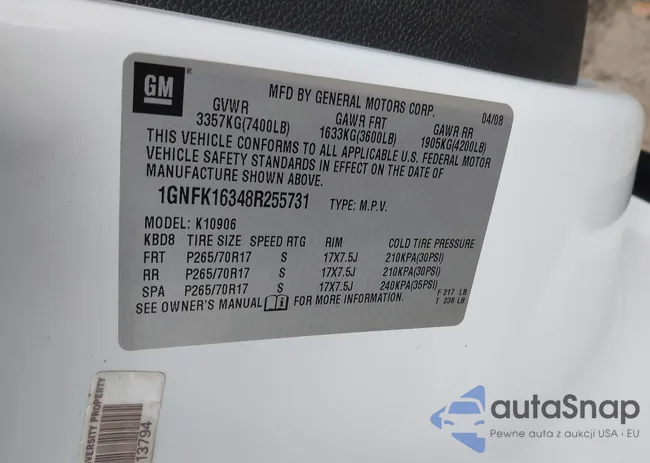 GM ®
MFD BY GENERAL MOTORS CORP. 04/08
GVWR GAWR FRT GAWR RR
3357KG(7400LB) 1633KG(3600LB) 1905KG(4200LB)
THIS VEHICLE CONFORMS TO ALL APPLICABLE U.S. FEDERAL MOTOR
VEHICLE SAFETY STANDARDS IN EFFECT ON THE DATE OF
MANUFACTURE SHOWN ABOVE.
1GNFK16348R255731 TYPE: M.P.V.
MODEL: K10906
KBD8 TIRE SIZE SPEED RTG RIM COLD TIRE PRESSURE
FRT P265/70R17 S 17X7.5J 210KPA(30PSI)
RR P265/70R17 S 17X7.5J 210KPA(30PSI)
SPA P265/70R17 S 17X7.5J 240KPA(35PSI)
SEE OWNER'S MANUAL FOR MORE INFORMATION.
F 217 LB
T 238 LB
VERSITY PROPERTY
13794
autaSnap
Pewne auta z aukcji USA i EU